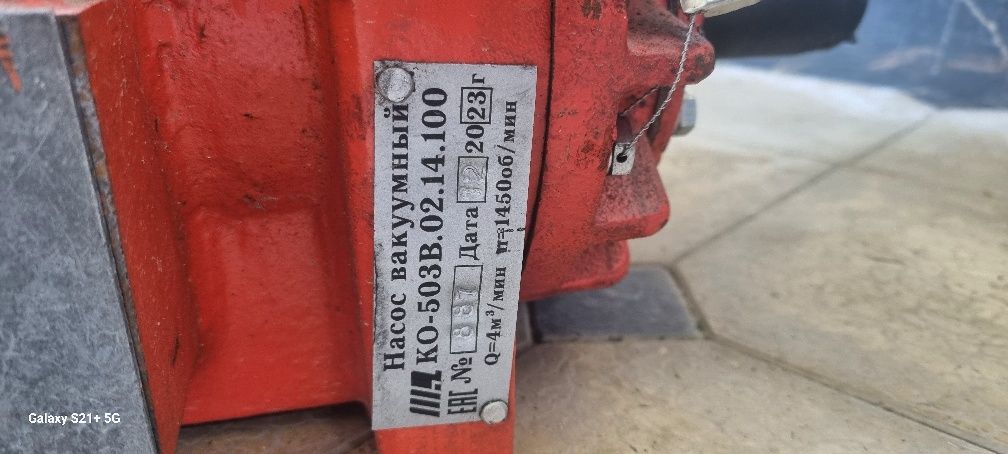 Насос вакуумный
КО-503В.02.14.100
ЕАС № 887 Дата 12 2023г
Q=4м³/мин n=1450об/мин
Galaxy S21+ 5G